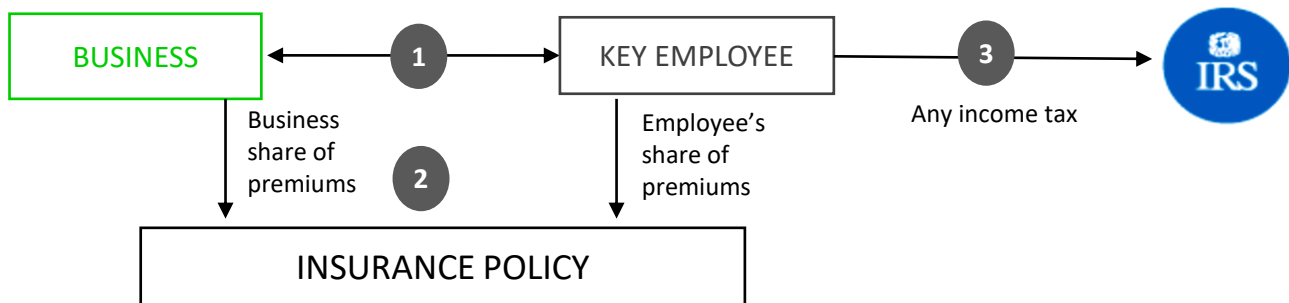 BUSINESS
1
KEY EMPLOYEE
3
IRS
Business
share of
premiums
2
Employee's
share of
premiums
Any income tax
INSURANCE POLICY